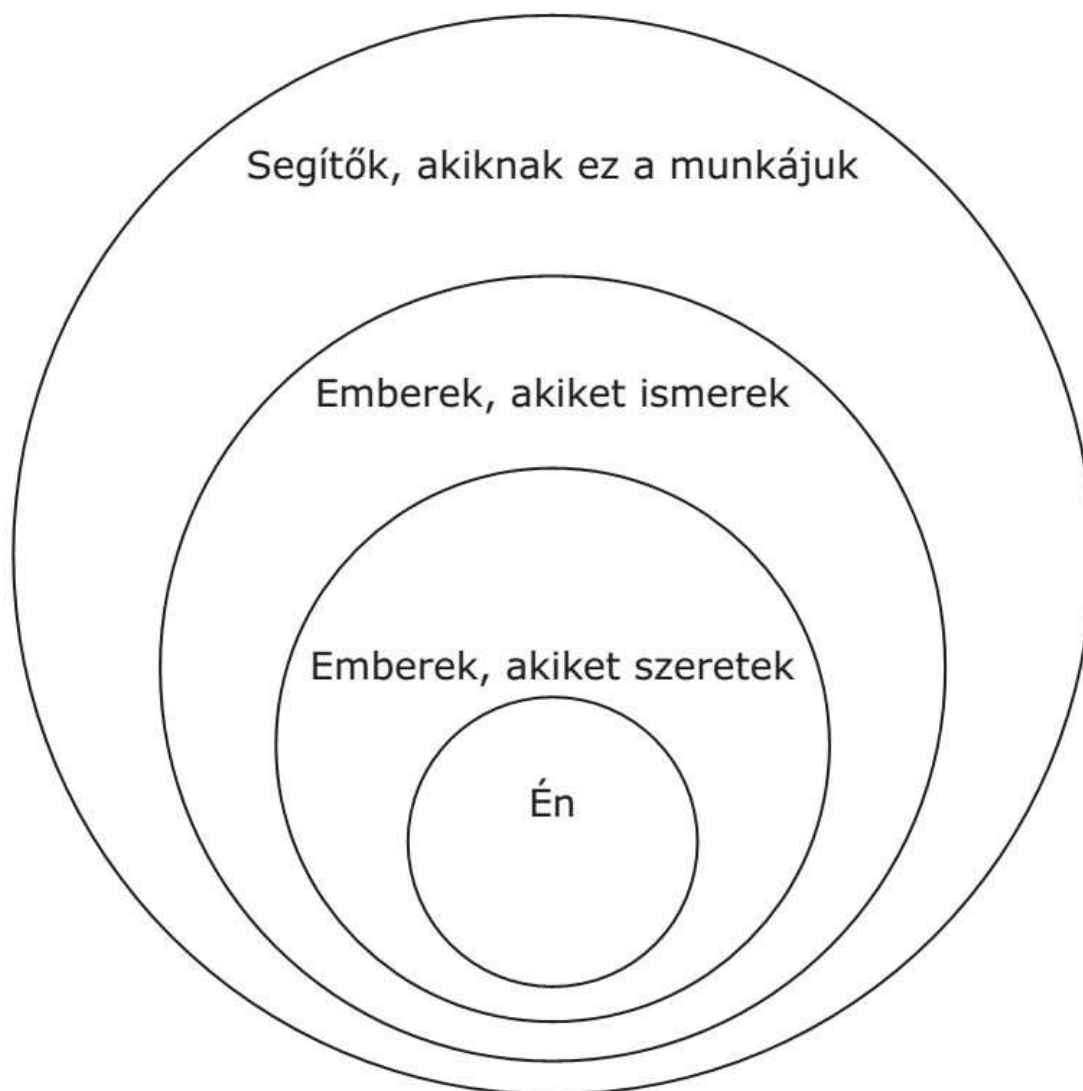 Segítők, akiknak ez a munkájuk
Emberek, akiket ismerek
Emberek, akiket szeretek
Én